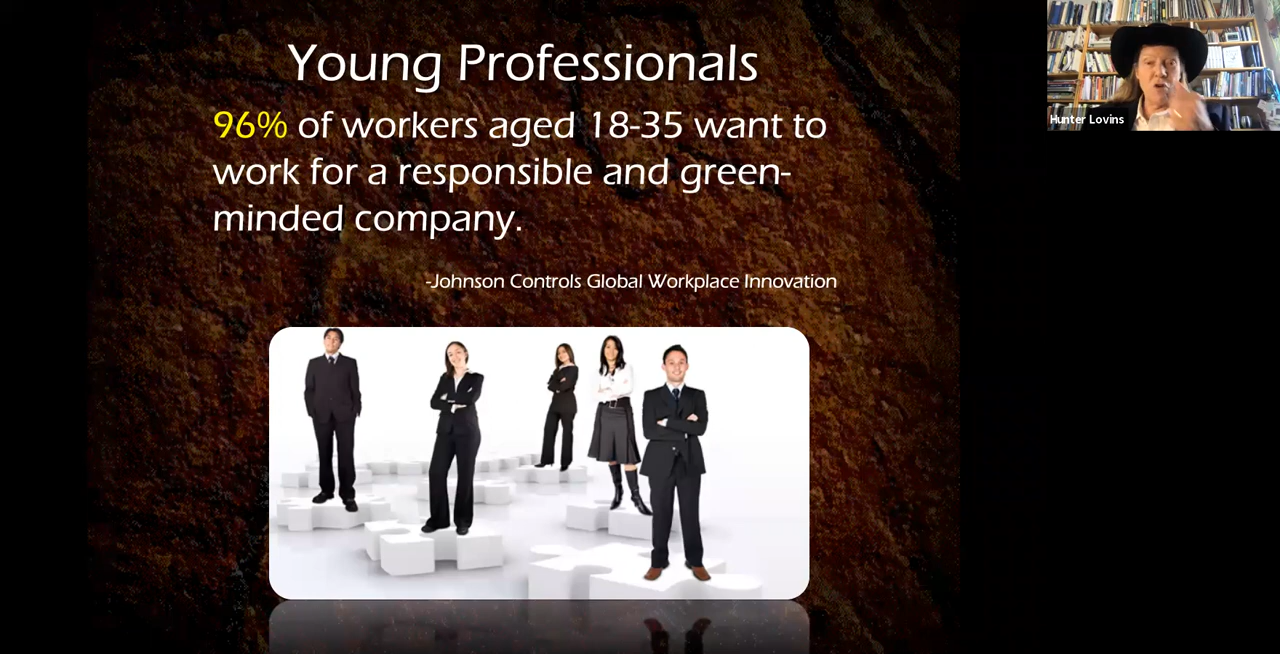 Young Professionals
96% of workers aged 18-35 want to
work for a responsible and green-
minded company.
-Johnson Controls Global Workplace Innovation
Hunter Lovins